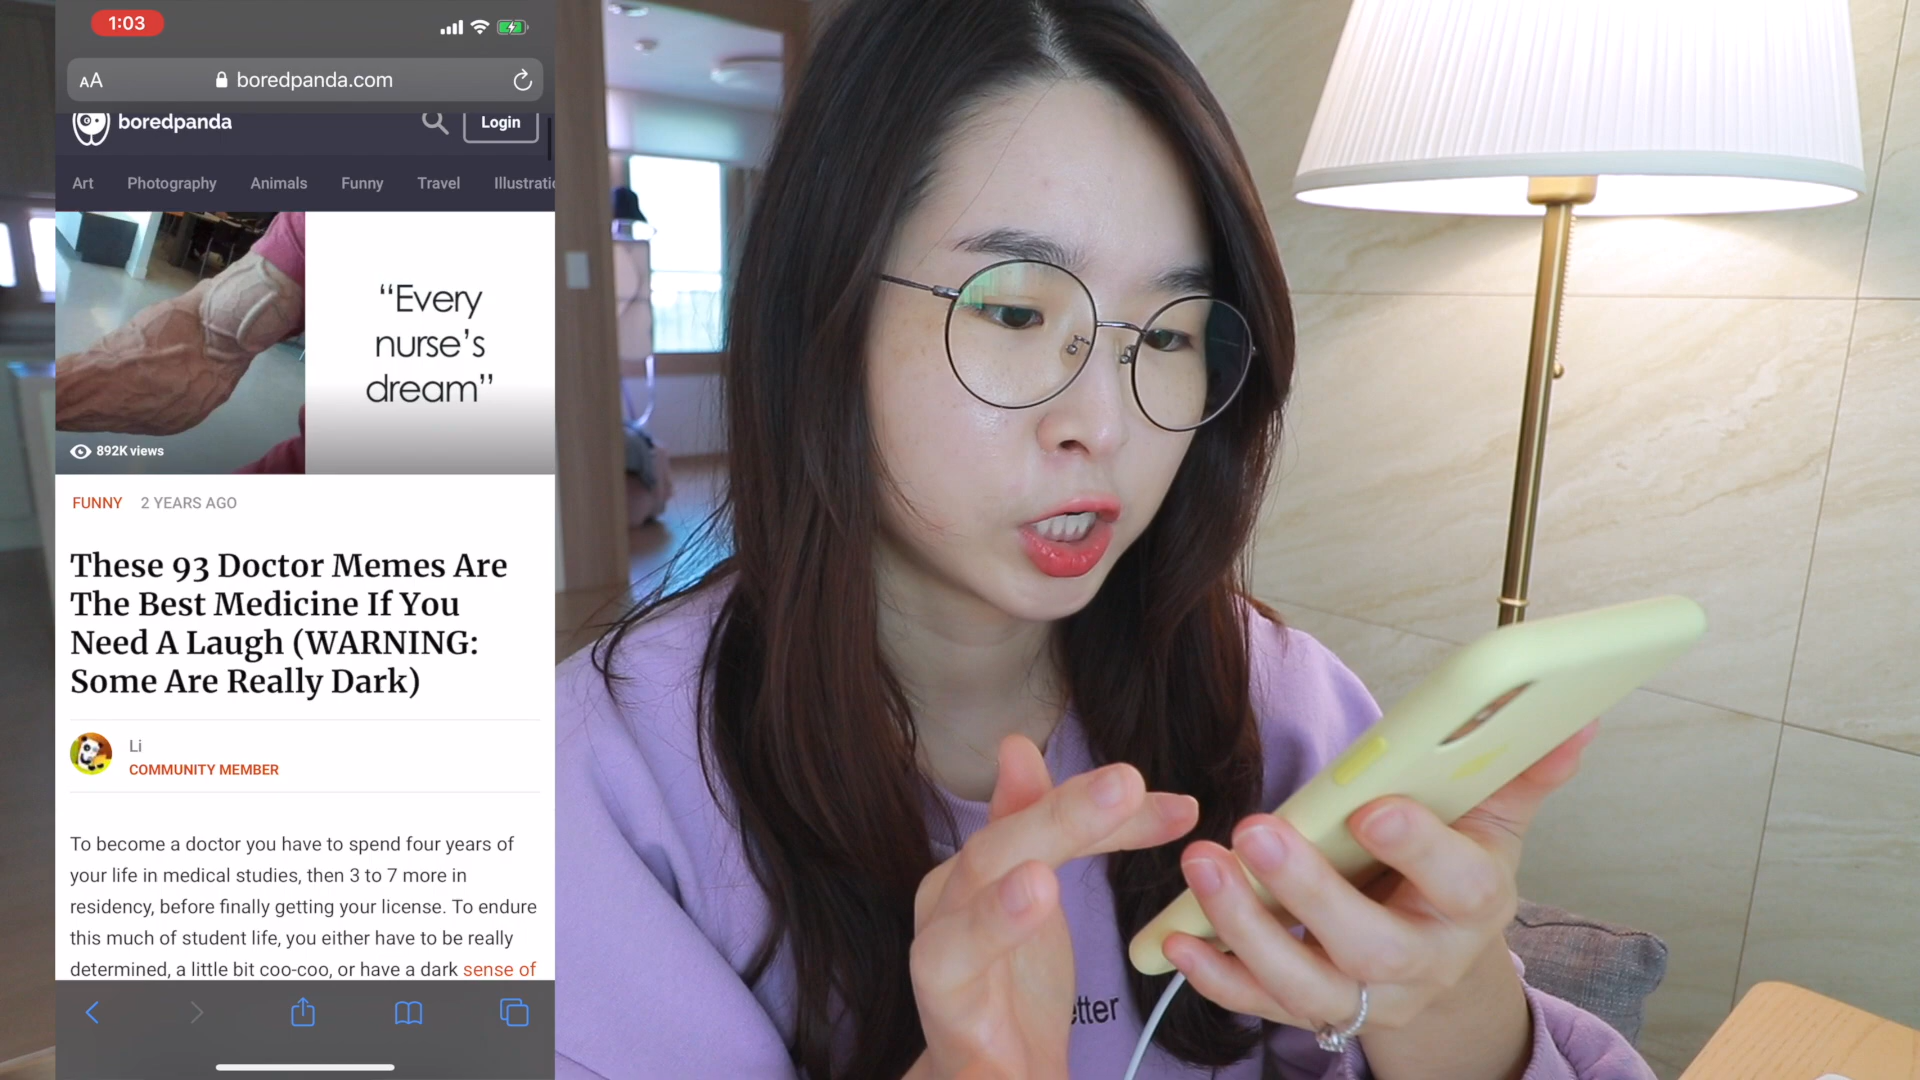 1:03
AA boredpanda.com
boredpanda Login
Art Photography Animals Funny Travel
“Every
nurse’s
dream”
892K views
FUNNY 2 YEARS AGO
These 93 Doctor Memes Are
The Best Medicine If You
Need A Laugh (WARNING:
Some Are Really Dark)
Li
COMMUNITY MEMBER
To become a doctor you have to spend four years of
your life in medical studies, then 3 to 7 more in
residency, before finally getting your license. To endure
this much of student life, you either have to be really
determined, a little bit coo-coo, or have a dark sense of